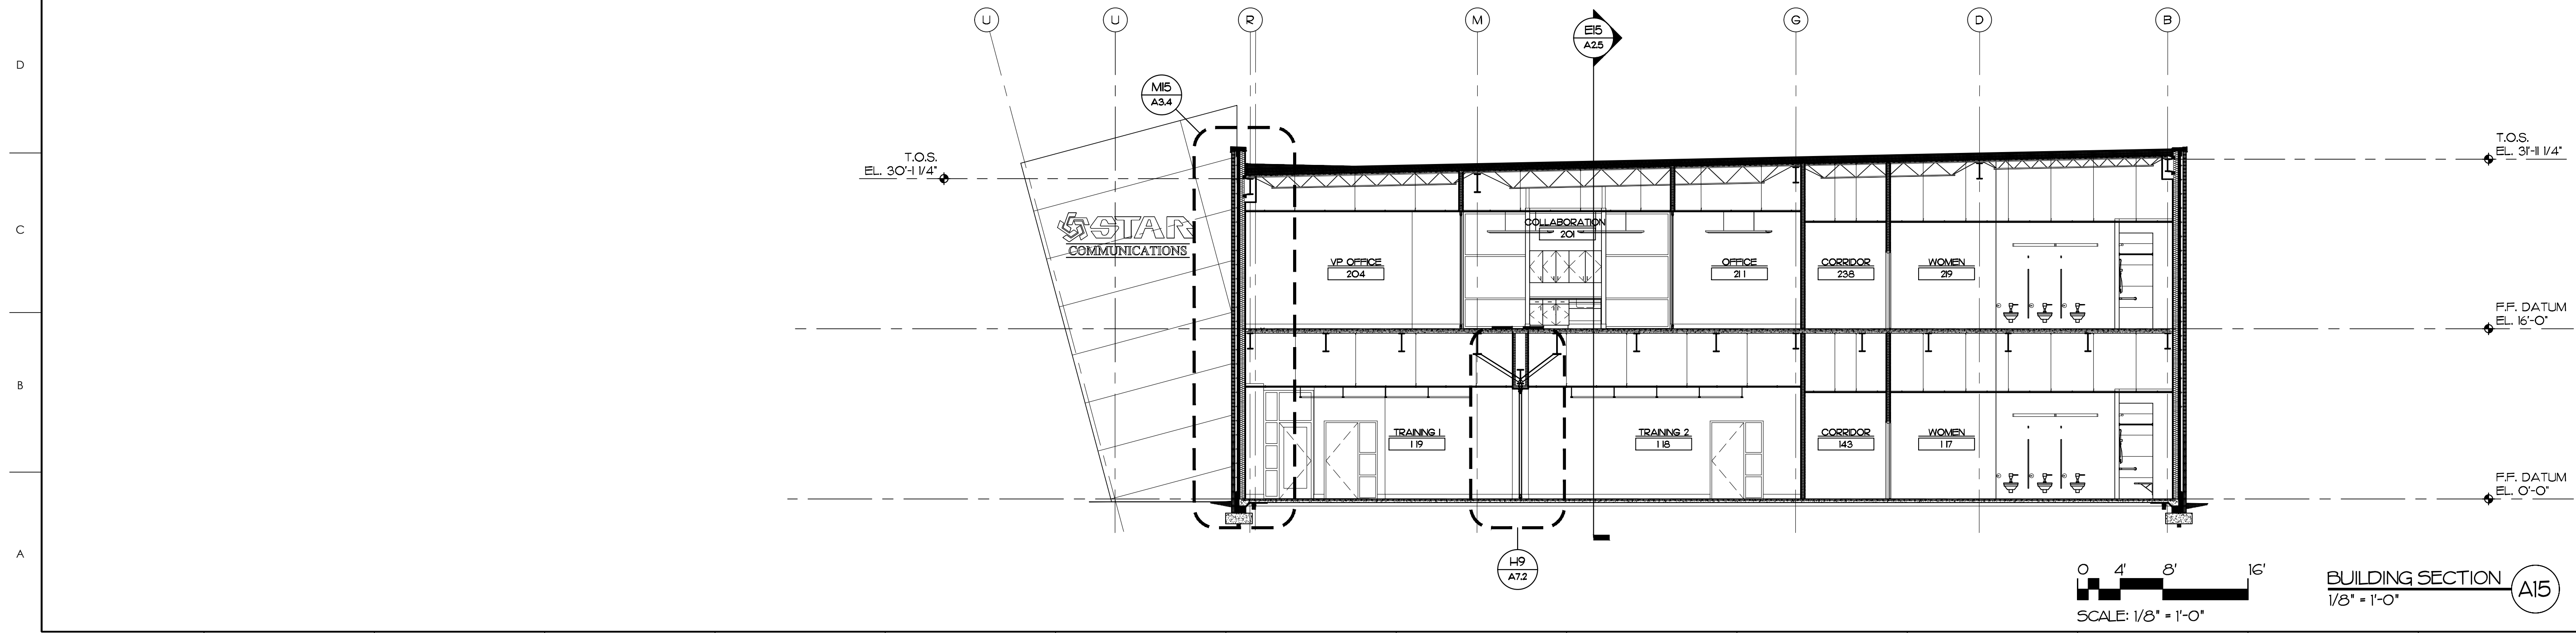 U
U
R
M
E15
A2.5
G
D
B
D
M15
A3.4
T.O.S.
EL. 30'-1 1/4"
T.O.S.
EL. 31'-11 1/4"
C
STAR
COMMUNICATIONS
COLLABORATION
201
VP OFFICE
204
OFFICE
211
CORRIDOR
238
WOMEN
219
F.F. DATUM
EL. 16'-0"
B
TRAINING 1
119
TRAINING 2
118
CORRIDOR
143
WOMEN
117
F.F. DATUM
EL. 0'-0"
A
H9
A7.2
0 4' 8' 16'
SCALE: 1/8" = 1'-0"
BUILDING SECTION
1/8" = 1'-0"
A15